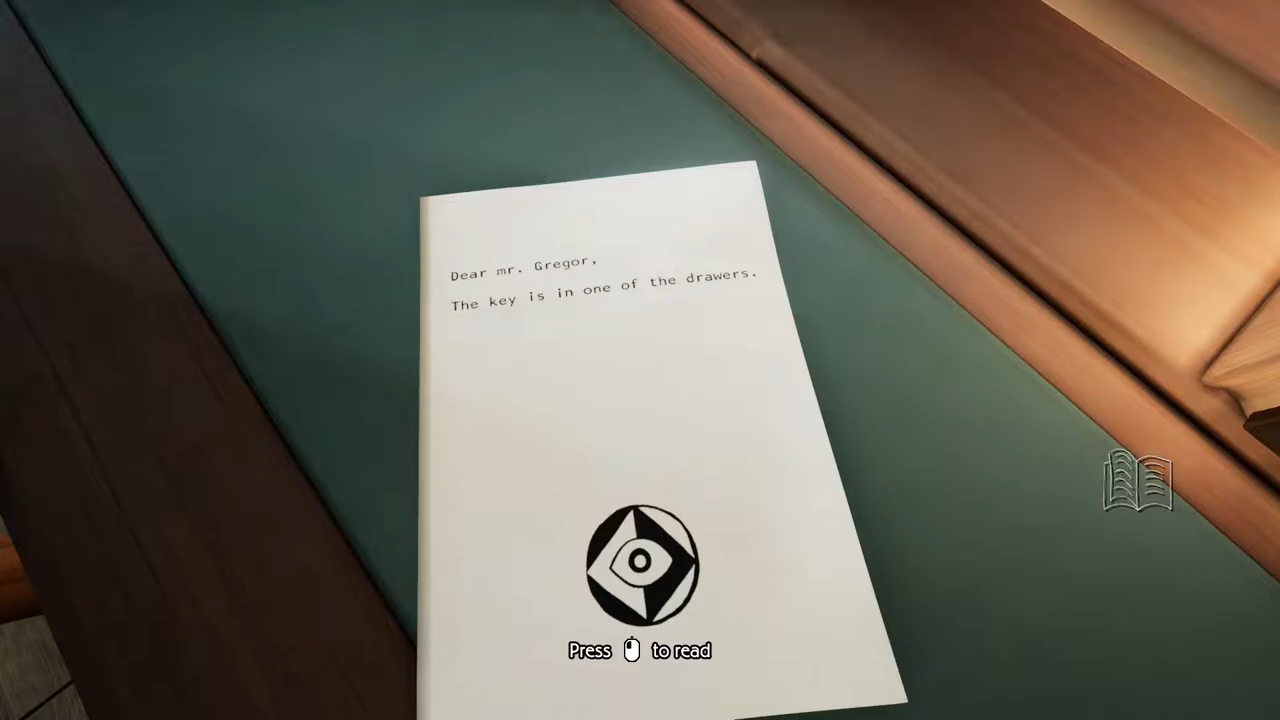 Dear mr. Gregor,
The key is in one of the drawers.
Press to read